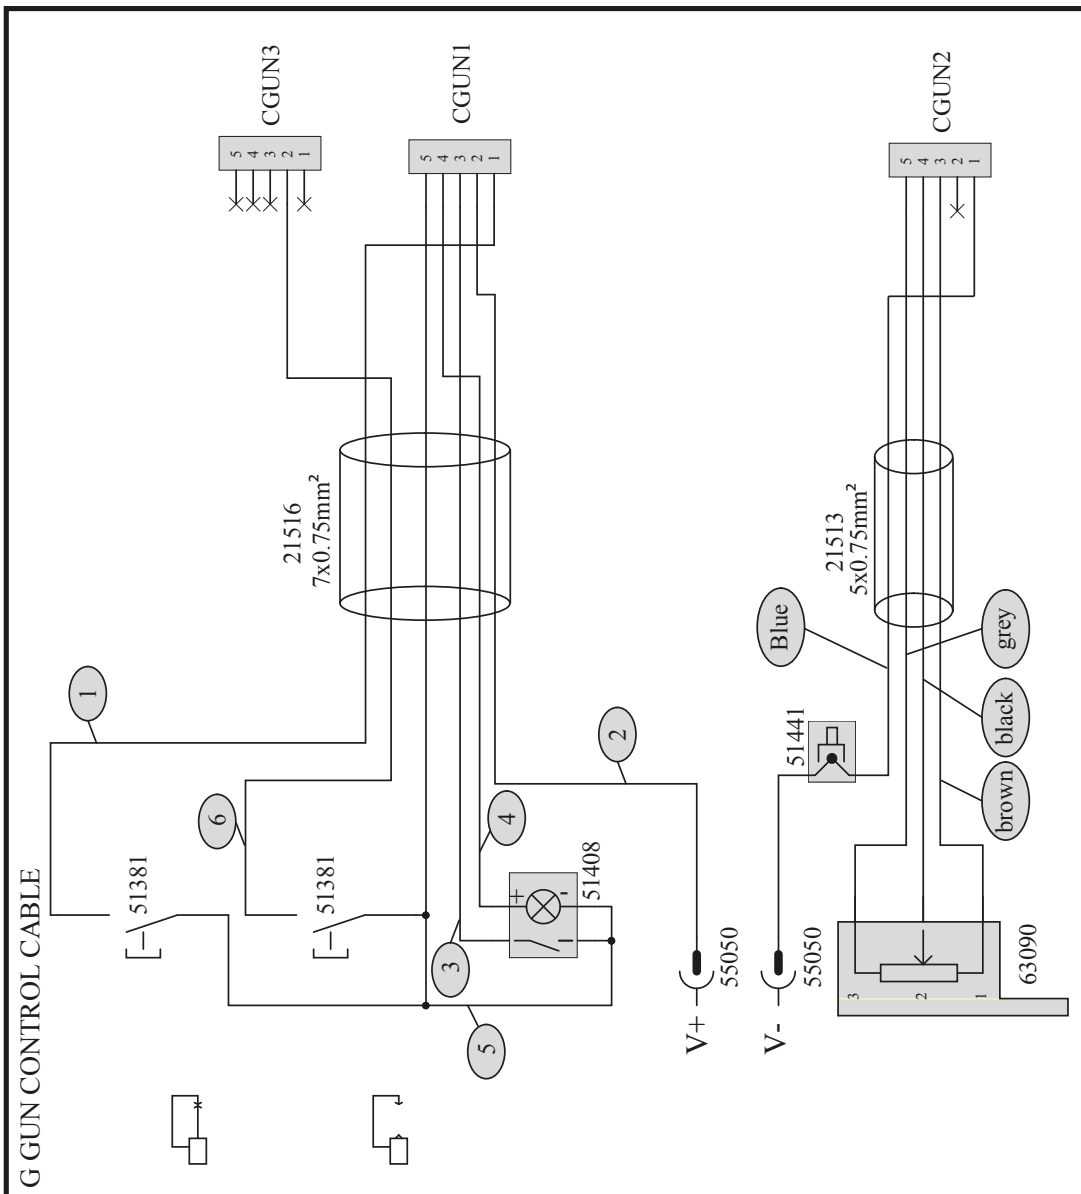 G GUN CONTROL CABLE
CGUN3
5
4
3
2
1
CGUN1
5
4
3
2
1
CGUN2
5
4
3
2
1
21516
7x0.75mm²
21513
5x0.75mm²
1
6
51381
51381
4
2
3
5
+
-
51408
V+
55050
V-
55050
51441
Blue
grey
black
brown
3
2
1
63090